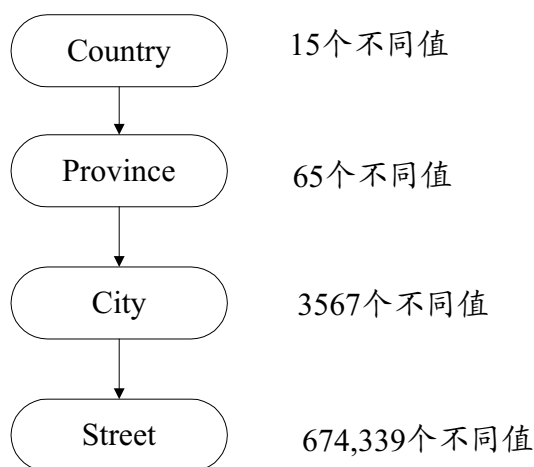 Country 15个不同值
Province 65个不同值
City 3567个不同值
Street 674,339个不同值